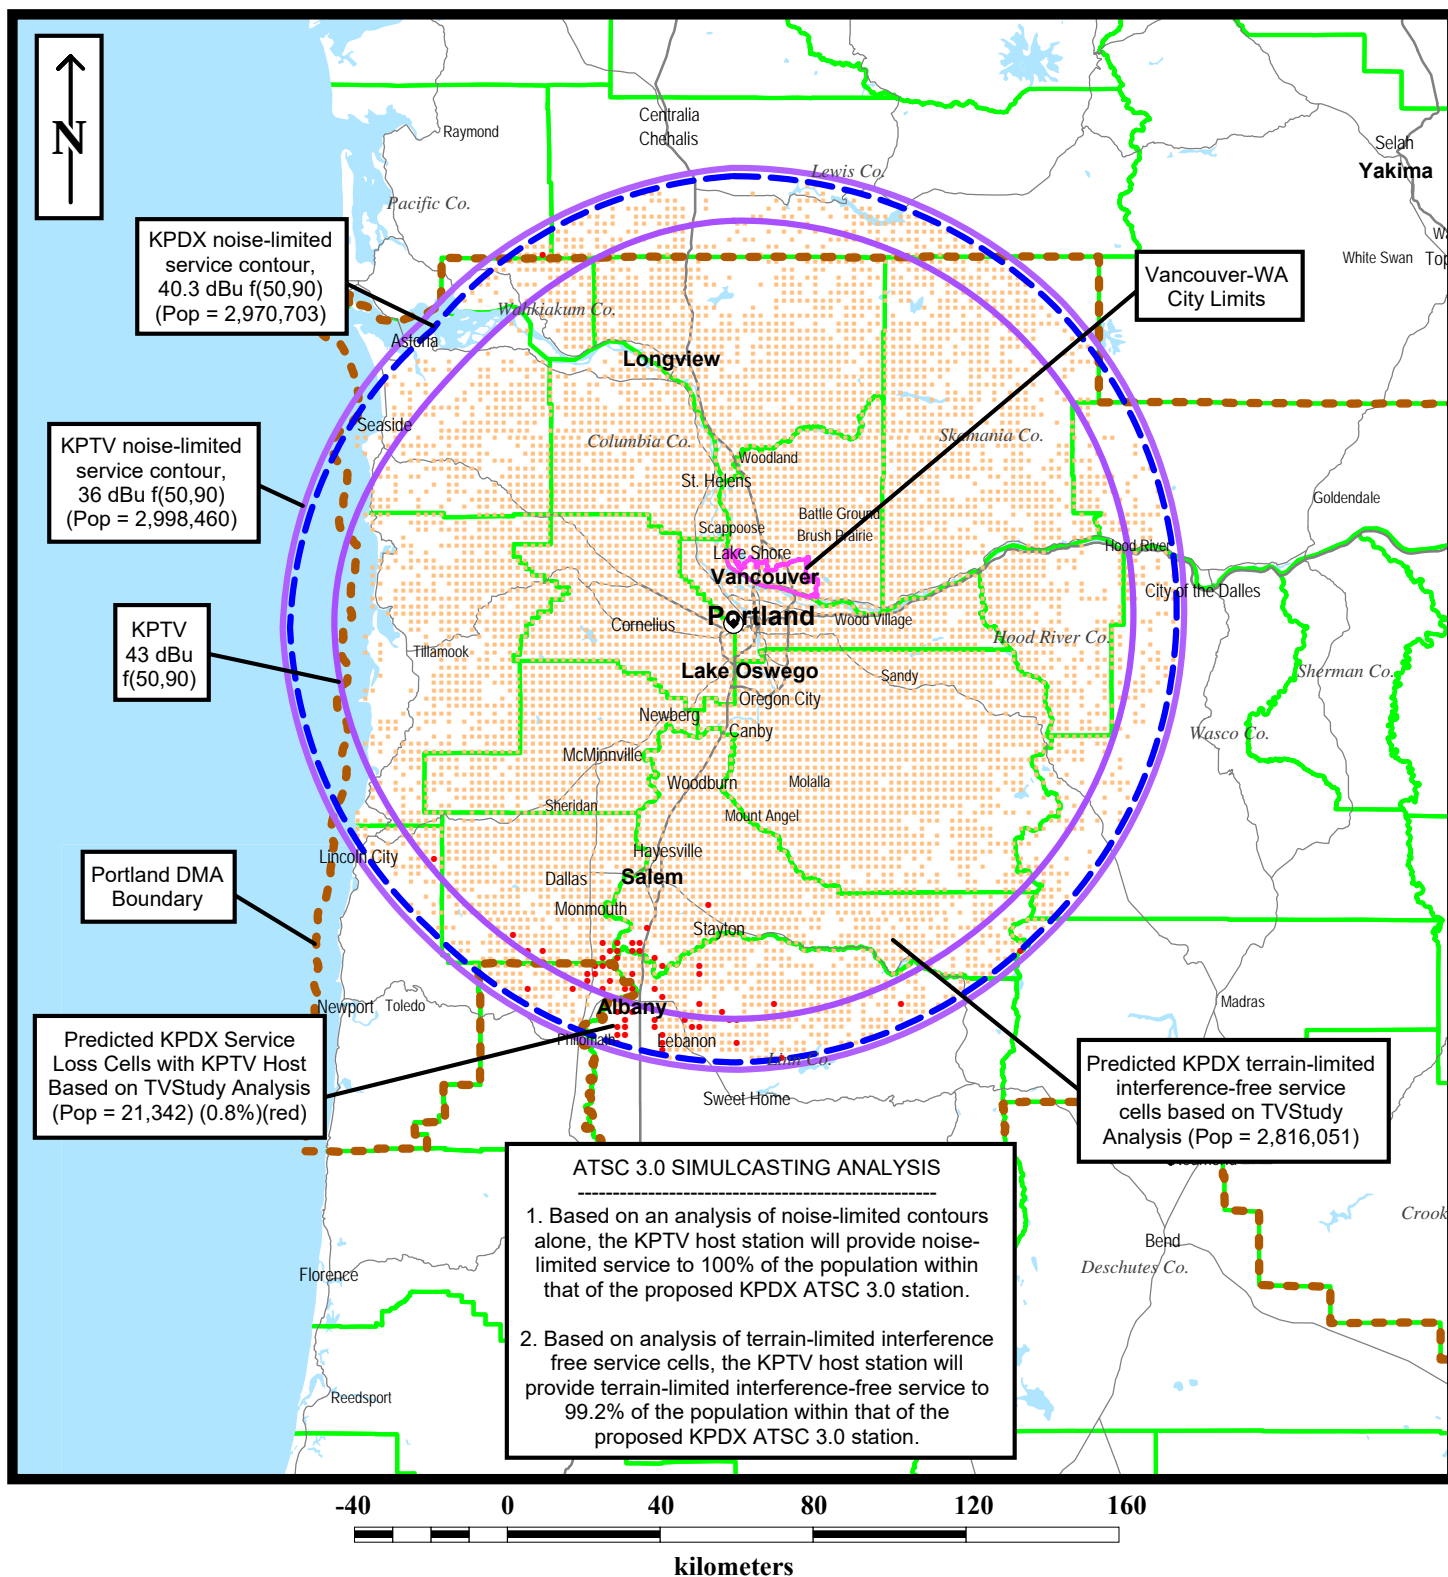 N
Centralia
Chehalis
Raymond
Selah
Yakima
Lewis Co.
Pacific Co.
KPDX noise-limited
service contour,
40.3 dBu f(50,90)
(Pop = 2,970,703)
White Swan
Vancouver-WA
City Limits
Wahkiakum Co.
Astoria
Longview
Seaside
Columbia Co.
Skamania Co.
KPTV noise-limited
service contour,
36 dBu f(50,90)
(Pop = 2,998,460)
Woodland
St. Helens
Goldendale
Battle Ground
Scappoose
Brush Prairie
Lake Shore
Hood River
Vancouver
City of the Dalles
Portland
Wood Village
Cornelius
KPTV
43 dBu
f(50,90)
Hood River Co.
Tillamook
Lake Oswego
Sandy
Sherman Co.
Oregon City
Newberg
Canby
Wasco Co.
McMinnville
Woodburn
Molalla
Sheridan
Mount Angel
Hayesville
Lincoln City
Portland DMA
Boundary
Dallas
Salem
Monmouth
Stayton
Newport
Toledo
Albany
Madras
Philomath
Lebanon
Linn Co.
Predicted KPDX Service
Loss Cells with KPTV Host
Based on TVStudy Analysis
(Pop = 21,342) (0.8%)(red)
Predicted KPDX terrain-limited
interference-free service
cells based on TVStudy
Analysis (Pop = 2,816,051)
Sweet Home
ATSC 3.0 SIMULCASTING ANALYSIS
---------------------------------------------------
1. Based on an analysis of noise-limited contours
alone, the KPTV host station will provide noise-
limited service to 100% of the population within
that of the proposed KPDX ATSC 3.0 station.
2. Based on analysis of terrain-limited interference
free service cells, the KPTV host station will
provide terrain-limited interference-free service to
99.2% of the population within that of the
proposed KPDX ATSC 3.0 station.
Crook
Bend
Deschutes Co.
Florence
Reedsport
-40 0 40 80 120 160
kilometers